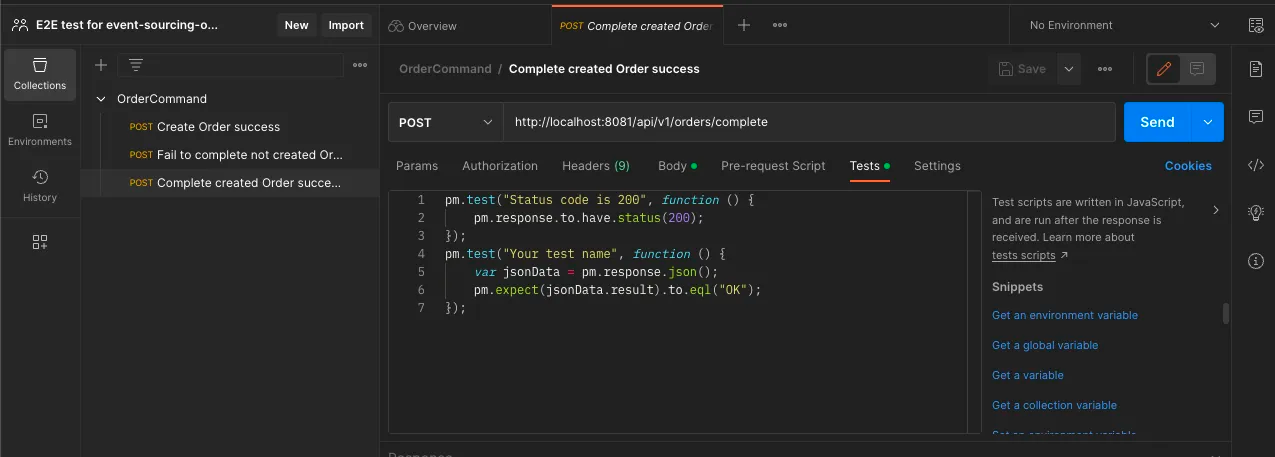 E2E test for event-sourcing-o...
New
Import
Overview
POST Complete created Order
No Environment
Collections
Environments
History
OrderCommand
POST Create Order success
POST Fail to complete not created Or...
POST Complete created Order succe...
OrderCommand / Complete created Order success
Save
POST
http://localhost:8081/api/v1/orders/complete
Send
Params
Authorization
Headers (9)
Body
Pre-request Script
Tests
Settings
Cookies
1 pm.test("Status code is 200", function () {
2 pm.response.to.have.status(200);
3 });
4 pm.test("Your test name", function () {
5 var jsonData = pm.response.json();
6 pm.expect(jsonData.result).to.eql("OK");
7 });
Test scripts are written in JavaScript,
and are run after the response is
received. Learn more about
tests scripts
Snippets
Get an environment variable
Get a global variable
Get a variable
Get a collection variable
Set an environment variable
Response